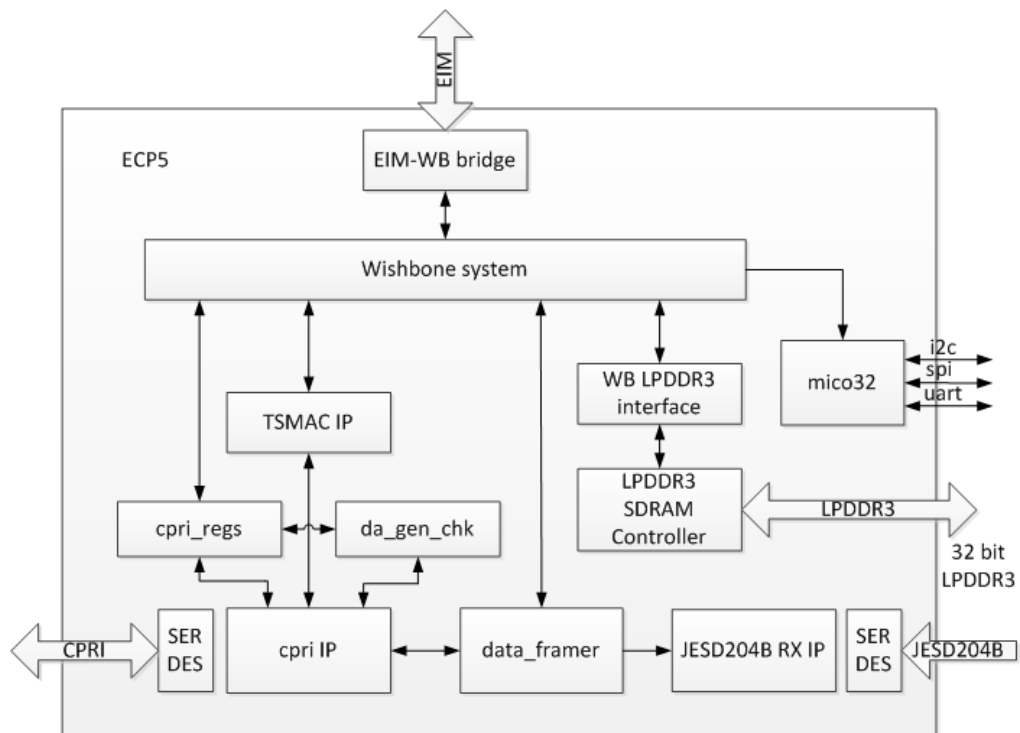 EIM
ECP5
EIM-WB bridge
Wishbone system
mico32
i2c
spi
uart
WB LPDDR3
interface
TSMAC IP
LPDDR3
SDRAM
Controller
LPDDR3
32 bit
LPDDR3
cpri_regs
da_gen_chk
CPRI
SER
DES
cpri IP
data_framer
JESD204B RX IP
SER
DES
JESD204B